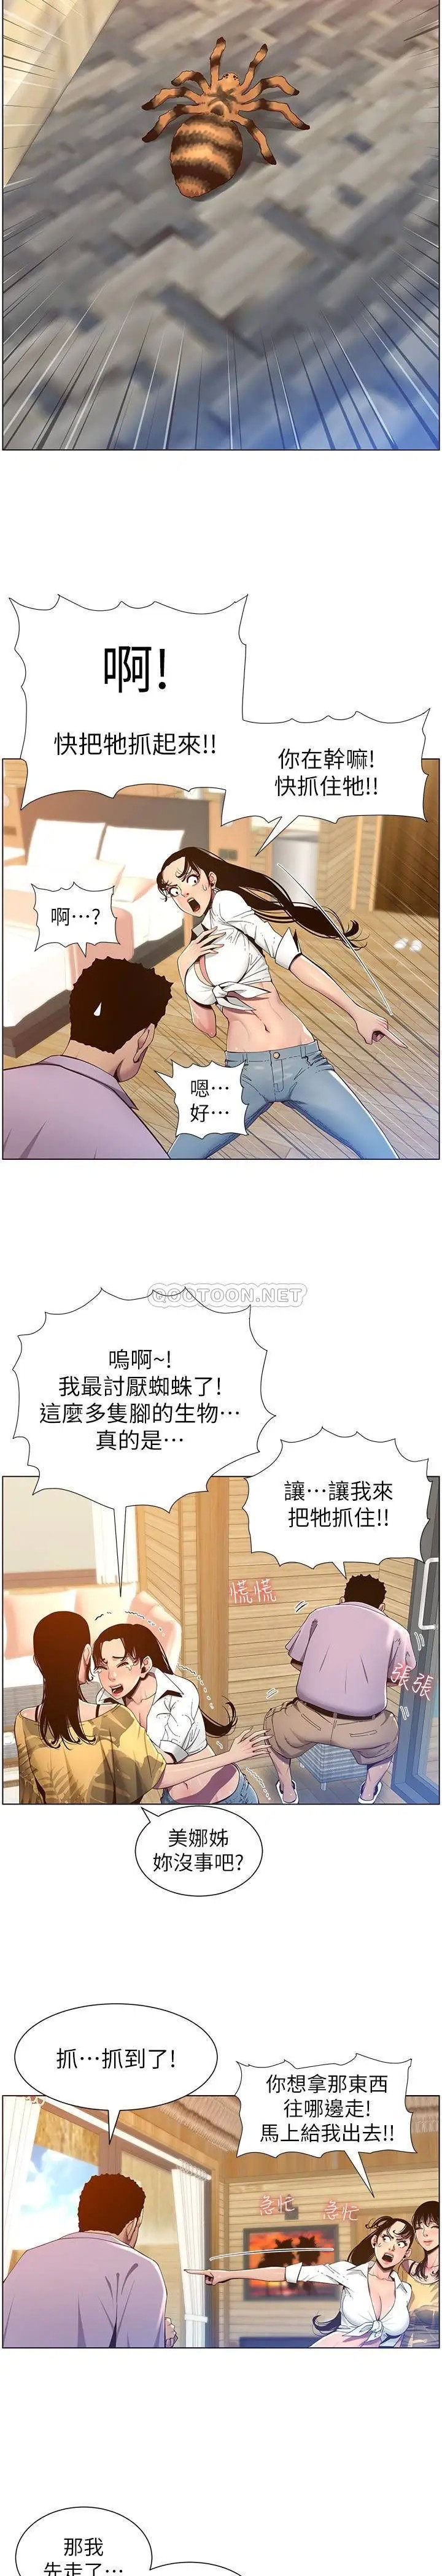 啊!
快把牠抓起來!!
你在幹嘛!
快抓住牠!!
啊…?
嗯…
好…
QOOTOON.NET
嗚啊~!
我最討厭蜘蛛了!
這麼多隻腳的生物…
真的是…
讓…讓我來
把牠抓住!!
慌慌
張張
美娜姊
妳沒事吧?
抓…抓到了!
你想拿那東西
往哪邊走!
馬上給我出去!!
急忙
急忙
那我
先走了…